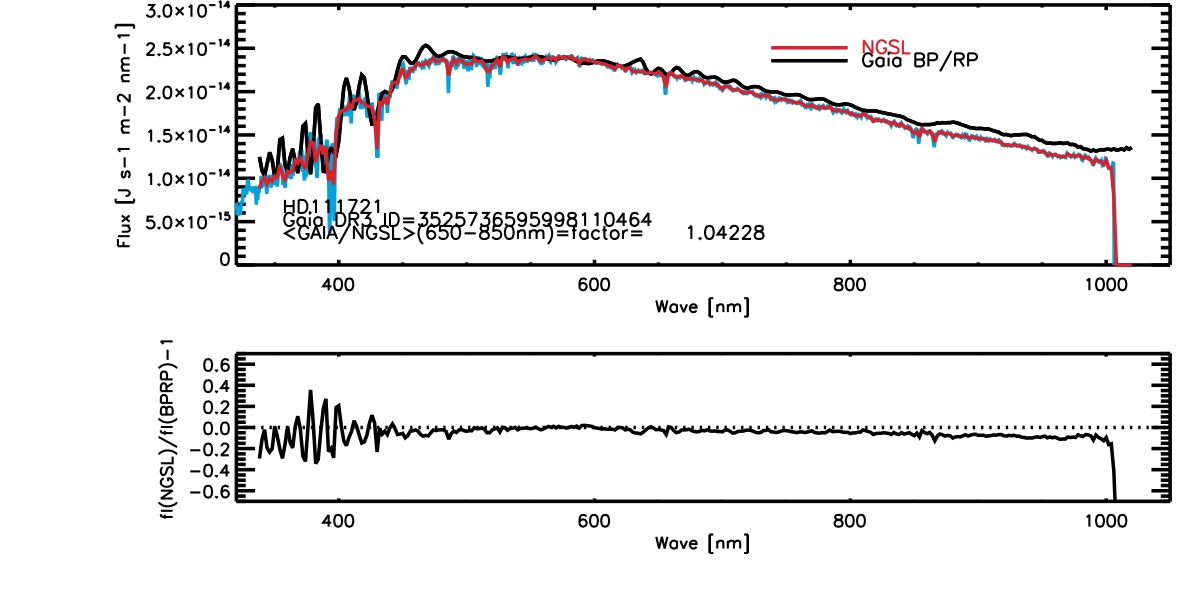 3.0×10−14
2.5×10−14
2.0×10−14
1.5×10−14
1.0×10−14
5.0×10−15
0
Flux [J s−1 m−2 nm−1]
NGSL
Gaia BP/RP
HD111721
Gaia DR3 ID=3525736595998110464
<GAIA/NGSL>(650−850nm)=factor= 1.04228
400 600 800 1000
Wave [nm]
fl(NGSL)/fl(BPRP)−1
0.6
0.4
0.2
0.0
−0.2
−0.4
−0.6
400 600 800 1000
Wave [nm]